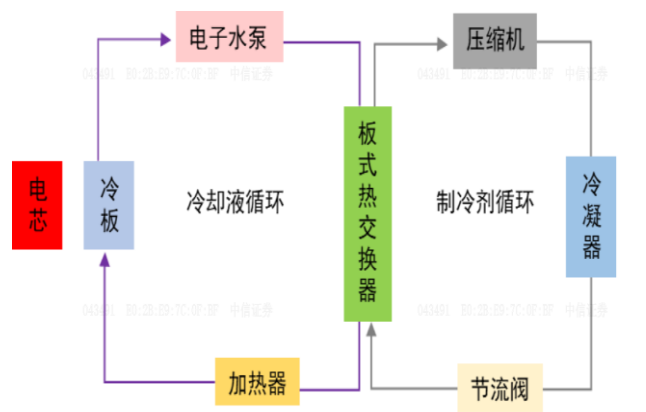 电子水泵
压缩机
电芯
冷板
冷却液循环
板式热交换器
制冷剂循环
冷凝器
加热器
节流阀